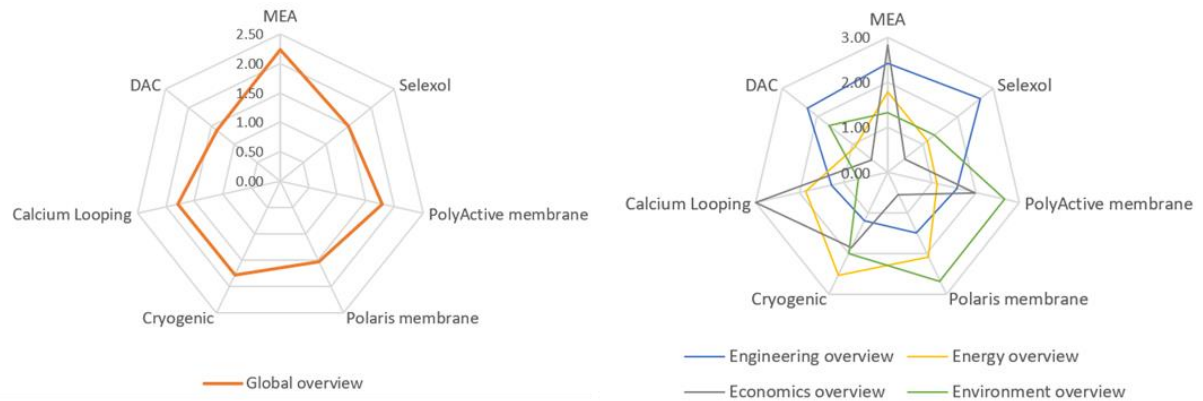 MEA
2.50
2.00
1.50
1.00
0.50
0.00
DAC
Selexol
Calcium Looping
PolyActive membrane
Cryogenic
Polaris membrane
Global overview
MEA
3.00
2.00
1.00
0.00
DAC
Selexol
Calcium Looping
PolyActive membrane
Cryogenic
Polaris membrane
Engineering overview
Energy overview
Economics overview
Environment overview